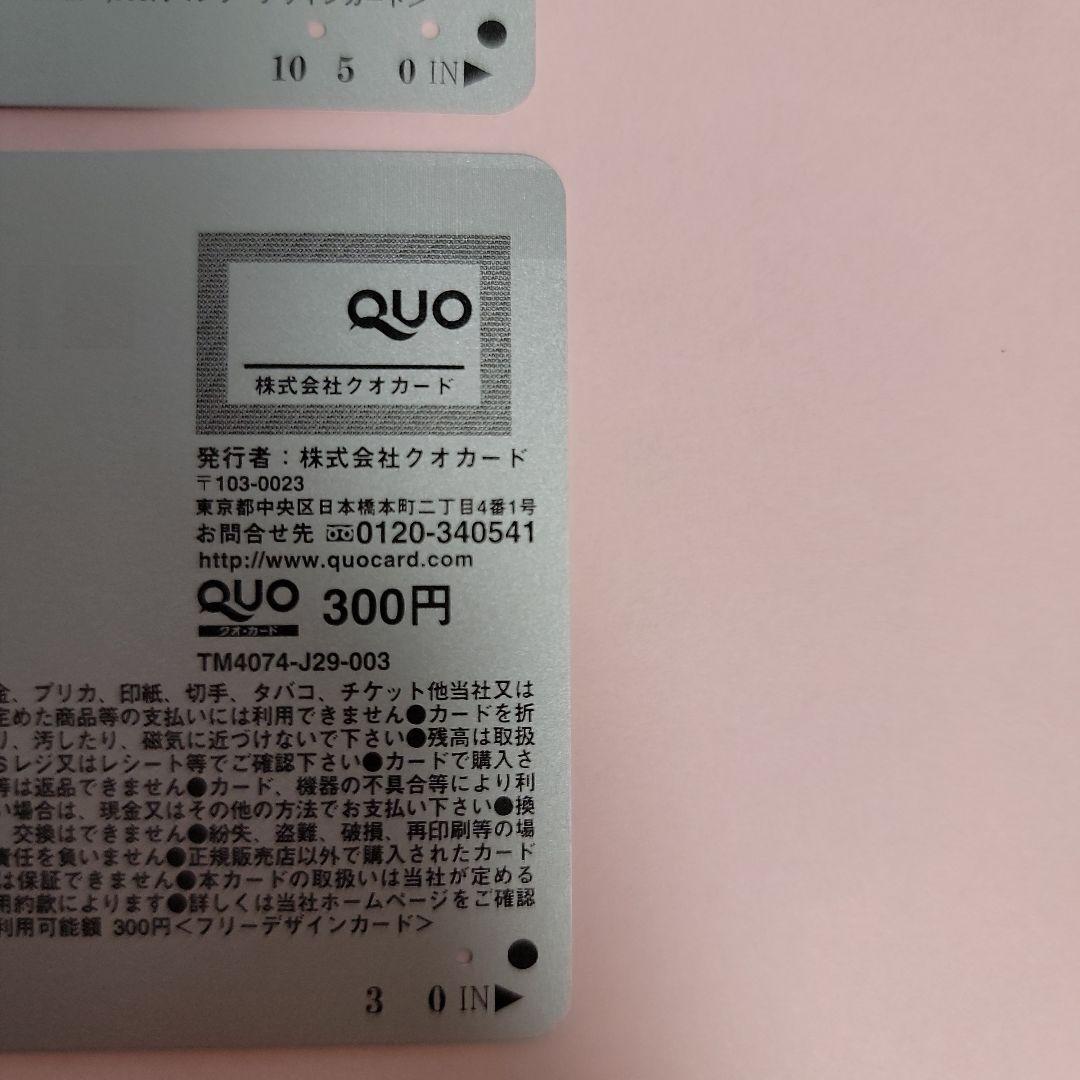 10 5 0 IN▶
QUO
株式会社クオカード
発行者：株式会社クオカード
〒103-0023
東京都中央区日本橋本町二丁目4番1号
お問合せ先 0120-340541
http://www.quocard.com
QUO 300円
クオ・カード
TM4074-J29-003
金、プリカ、印紙、切手、タバコ、チケット他当社又は
定めた商品等の支払いには利用できません●カードを折
り、汚したり、磁気に近づけないで下さい●残高は取扱
Sレジ又はレシート等でご確認下さい●カードで購入さ
等は返品できません●カード、機器の不具合等により利
い場合は、現金又はその他の方法でお支払い下さい●換
、交換はできません●紛失、盗難、破損、再印刷等の場
責任を負いません●正規販売店以外で購入されたカード
は保証できません●本カードの取扱いは当社が定める
用約款によります●詳しくは当社ホームページをご確認
利用可能額 300円＜フリーデザインカード＞
3 0 IN▶